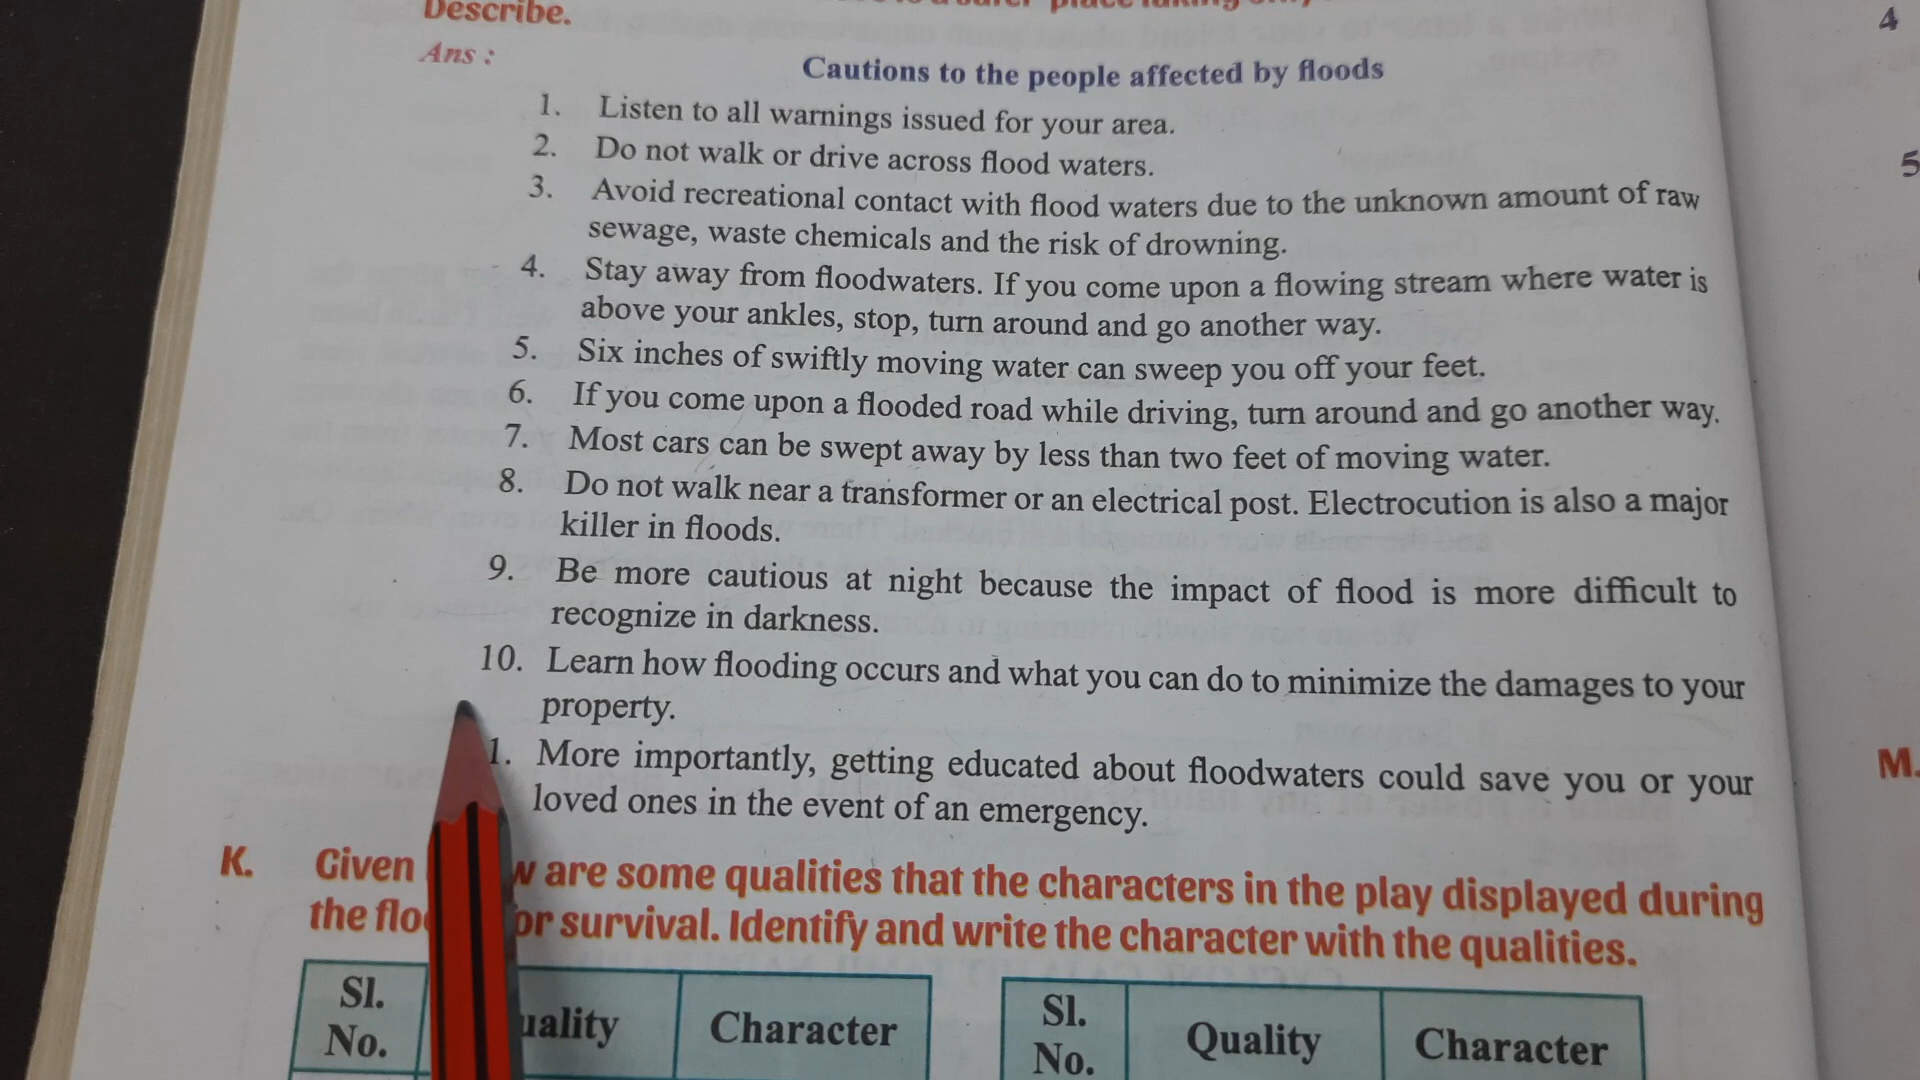 Describe.
Ans :
Cautions to the people affected by floods
1. Listen to all warnings issued for your area.
2. Do not walk or drive across flood waters.
3. Avoid recreational contact with flood waters due to the unknown amount of raw
sewage, waste chemicals and the risk of drowning.
4. Stay away from floodwaters. If you come upon a flowing stream where water is
above your ankles, stop, turn around and go another way.
5. Six inches of swiftly moving water can sweep you off your feet.
6. If you come upon a flooded road while driving, turn around and go another way.
7. Most cars can be swept away by less than two feet of moving water.
8. Do not walk near a transformer or an electrical post. Electrocution is also a major
killer in floods.
9. Be more cautious at night because the impact of flood is more difficult to
recognize in darkness.
10. Learn how flooding occurs and what you can do to minimize the damages to your
property.
1. More importantly, getting educated about floodwaters could save you or your
loved ones in the event of an emergency.
K. Given are some qualities that the characters in the play displayed during
the survival. Identify and write the character with the qualities.
Sl. No. Character
Sl. No. Quality Character
4
5
M.